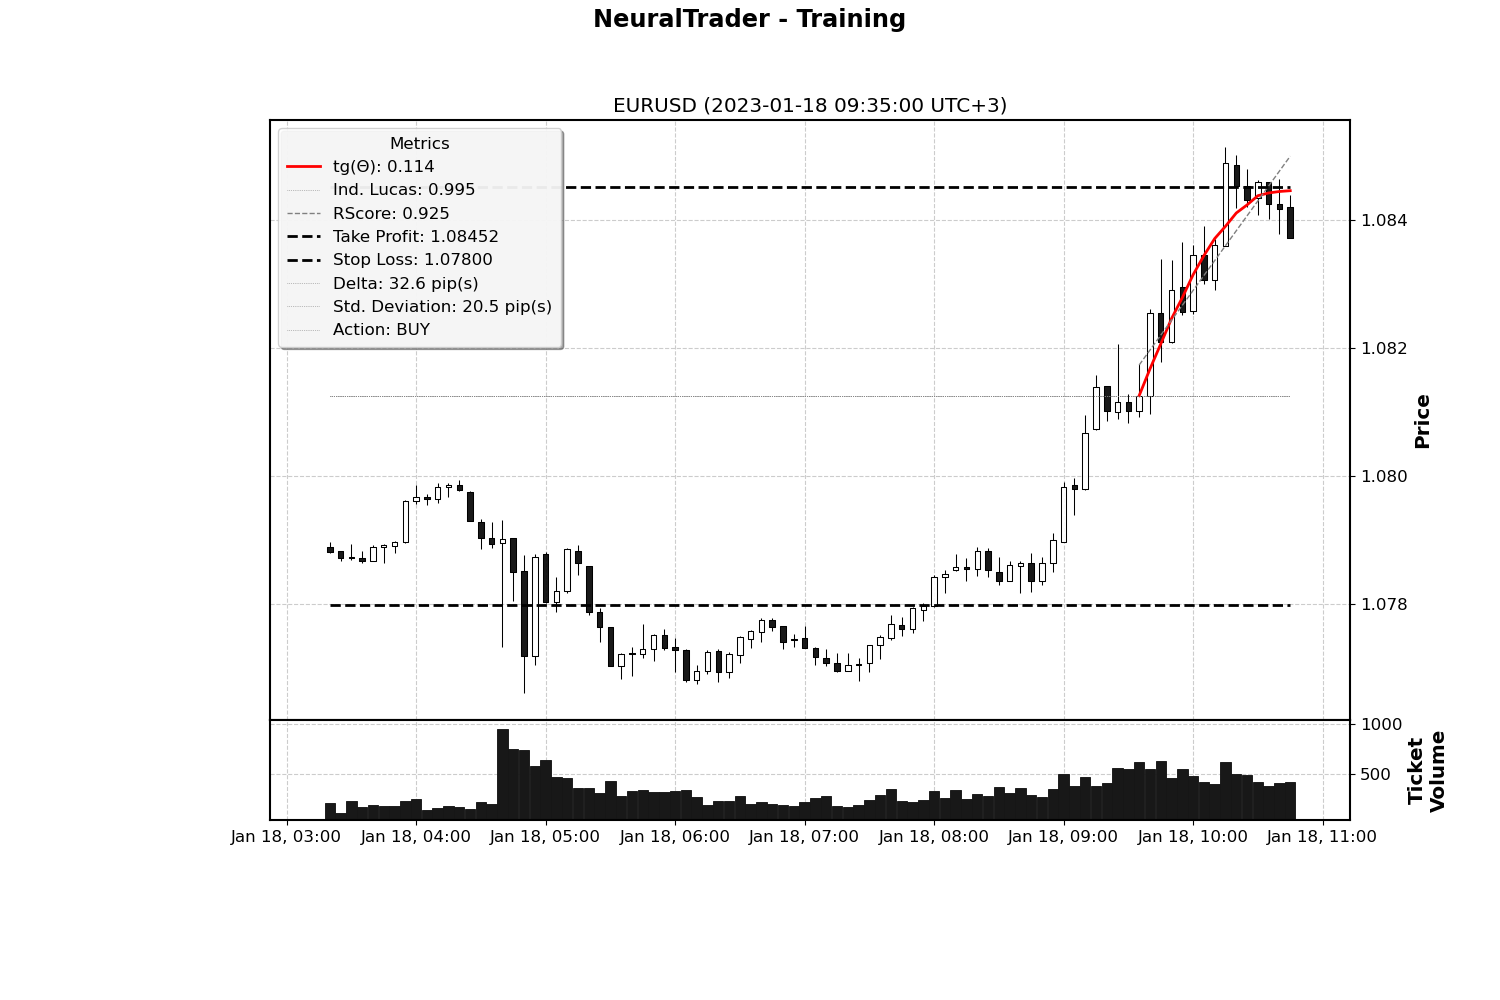 NeuralTrader - Training
EURUSD (2023-01-18 09:35:00 UTC+3)
Metrics
tg(Θ): 0.114
Ind. Lucas: 0.995
RScore: 0.925
Take Profit: 1.08452
Stop Loss: 1.07800
Delta: 32.6 pip(s)
Std. Deviation: 20.5 pip(s)
Action: BUY
1.084
1.082
1.080
1.078
Price
1000
500
Ticket
Volume
Jan 18, 03:00
Jan 18, 04:00
Jan 18, 05:00
Jan 18, 06:00
Jan 18, 07:00
Jan 18, 08:00
Jan 18, 09:00
Jan 18, 10:00
Jan 18, 11:00